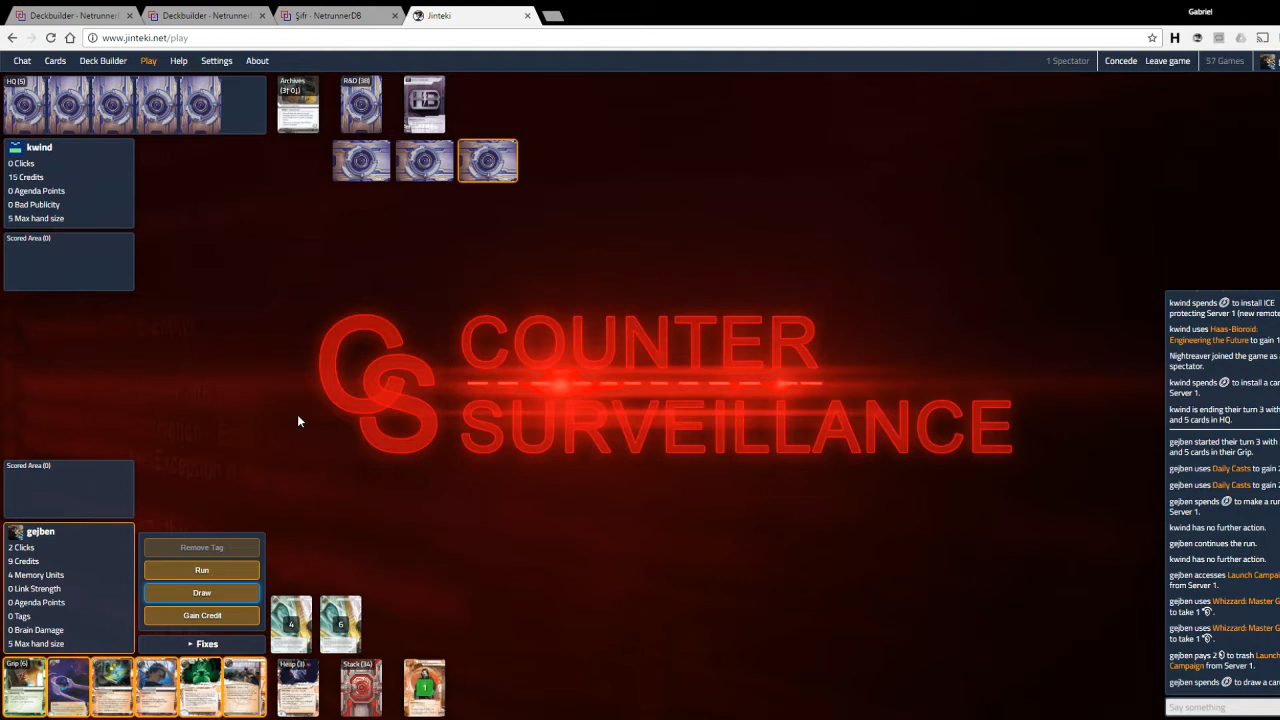 Deckbuilder · Netrunner
Deckbuilder · Netrunner
Şifr · NetrunnerDB
Jinteki
Gabriel
www.jinteki.net/play
Chat
Cards
Deck Builder
Play
Help
Settings
About
1 Spectator
Concede
Leave game
57 Games
HQ (5)
Archives
(3↑ 0↓)
R&D (38)
HB
kwind
0 Clicks
15 Credits
0 Agenda Points
0 Bad Publicity
5 Max hand size
Scored Area (0)
CS COUNTER
SURVEILLANCE
kwind spends to install ICE
protecting Server 1 (new remote
kwind uses Haas-Bioroid:
Engineering the Future to gain 1
Nightreaver joined the game as
spectator.
kwind spends to install a car
Server 1.
kwind is ending their turn 3 with
and 5 cards in HQ.
gejben started their turn 3 with
and 5 cards in their Grip.
gejben uses Daily Casts to gain 2
gejben uses Daily Casts to gain 2
gejben spends to make a run
Server 1.
kwind has no further action.
gejben continues the run.
kwind has no further action.
gejben accesses Launch Campai
from Server 1.
gejben uses Whizzard: Master G
to take 1
gejben uses Whizzard: Master G
to take 1
gejben pays 2 to trash Launc
Campaign from Server 1.
gejben spends to draw a car
Say something
Scored Area (0)
gejben
2 Clicks
9 Credits
4 Memory Units
0 Link Strength
0 Agenda Points
0 Tags
0 Brain Damage
5 Max hand size
Remove Tag
Run
Draw
Gain Credit
Fixes
4
6
Grip (6)
Heap (3)
Stack (34)
1